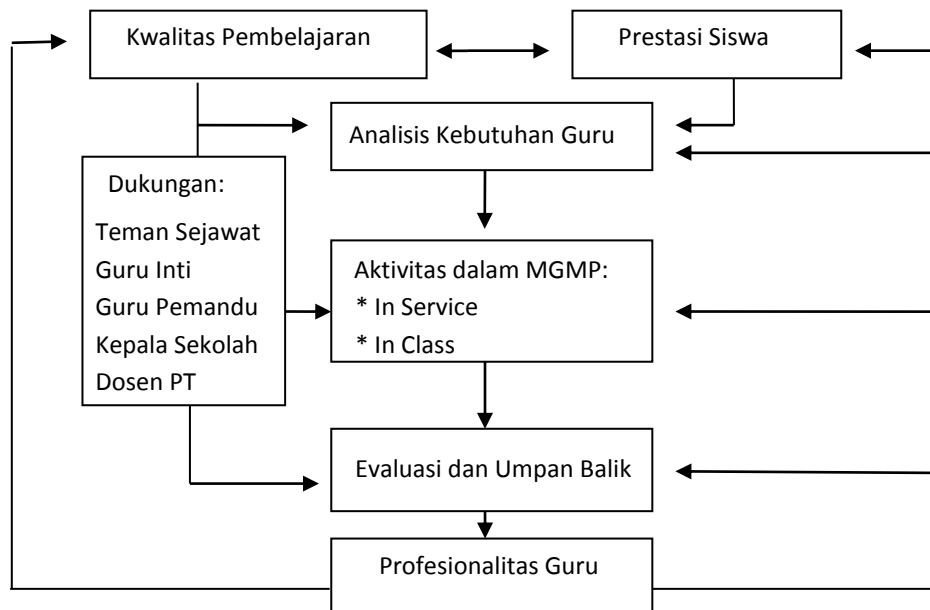 Kwalitas Pembelajaran
Prestasi Siswa
Analisis Kebutuhan Guru
Dukungan:
Teman Sejawat
Guru Inti
Guru Pemandu
Kepala Sekolah
Dosen PT
Aktivitas dalam MGMP:
* In Service
* In Class
Evaluasi dan Umpan Balik
Profesionalitas Guru